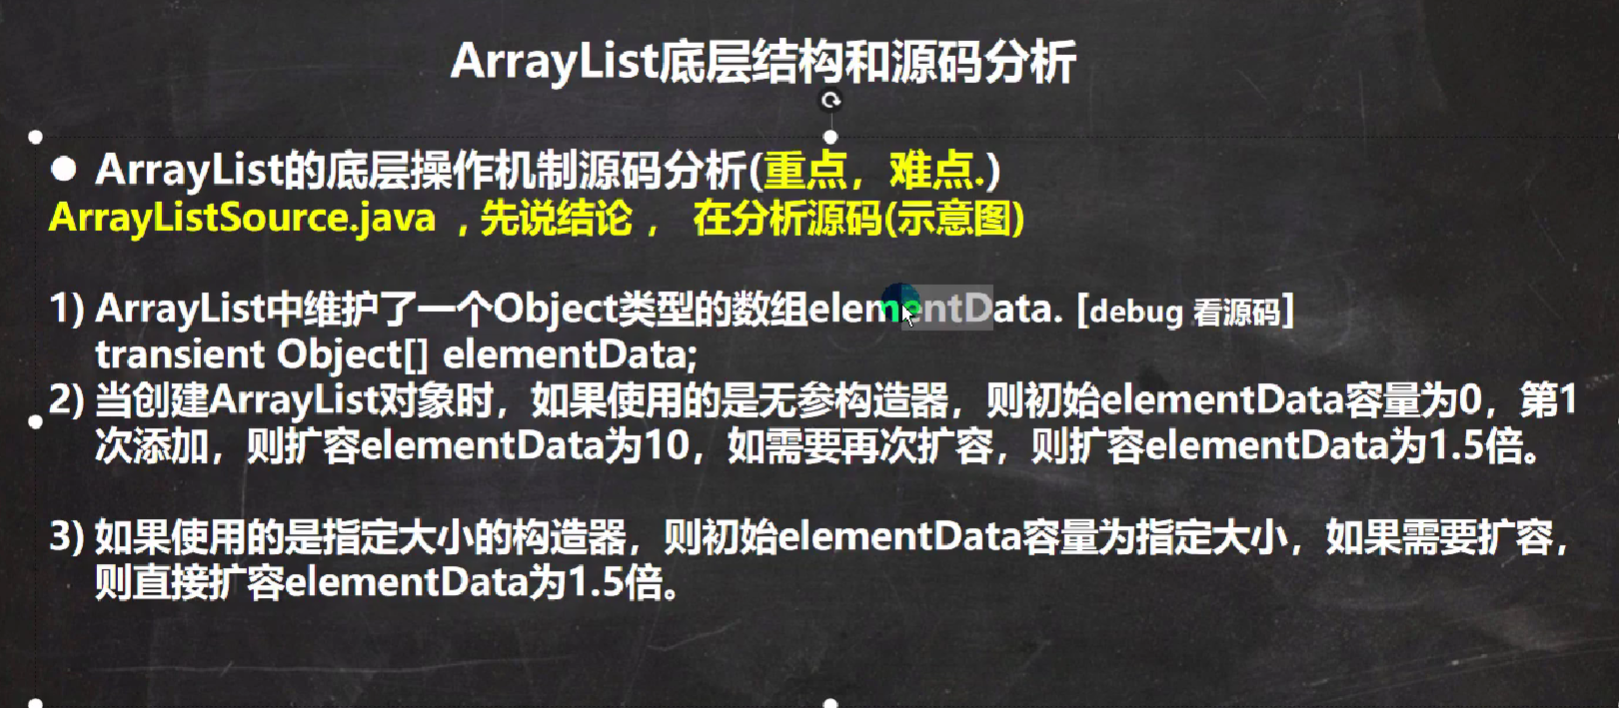 ArrayList底层结构和源码分析
● ArrayList的底层操作机制源码分析(重点，难点.)
ArrayListSource.java ，先说结论， 在分析源码(示意图)
1) ArrayList中维护了一个Object类型的数组elementData. [debug 看源码]
transient Object[] elementData;
2) 当创建ArrayList对象时，如果使用的是无参构造器，则初始elementData容量为0，第1
次添加，则扩容elementData为10，如需要再次扩容，则扩容elementData为1.5倍。
3) 如果使用的是指定大小的构造器，则初始elementData容量为指定大小，如果需要扩容，
则直接扩容elementData为1.5倍。